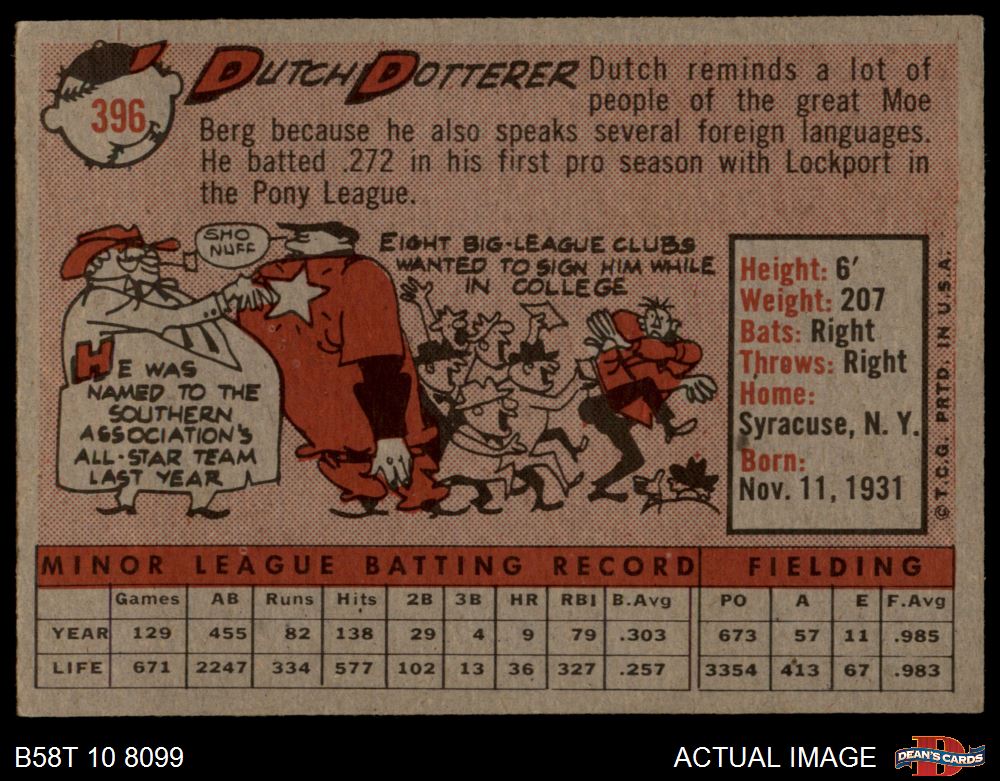 396
DUTCH DOTTERER
Dutch reminds a lot of
people of the great Moe
Berg because he also speaks several foreign languages.
He batted .272 in his first pro season with Lockport in
the Pony League.
SHO
NUFF
HE WAS
NAMED TO THE
SOUTHERN
ASSOCIATION'S
ALL-STAR TEAM
LAST YEAR
EIGHT BIG-LEAGUE CLUBS
WANTED TO SIGN HIM WHILE
IN COLLEGE
Height: 6'
Weight: 207
Bats: Right
Throws: Right
Home:
Syracuse, N. Y.
Born:
Nov. 11, 1931
© T.C.G. PRTD. IN U.S.A.
MINOR LEAGUE BATTING RECORD FIELDING
Games AB Runs Hits 2B 3B HR RBI B.Avg PO A E F.Avg
YEAR 129 455 82 138 29 4 9 79 .303 673 57 11 .985
LIFE 671 2247 334 577 102 13 36 327 .257 3354 413 67 .983
B58T 10 8099
ACTUAL IMAGE
D
DEAN'S CARDS